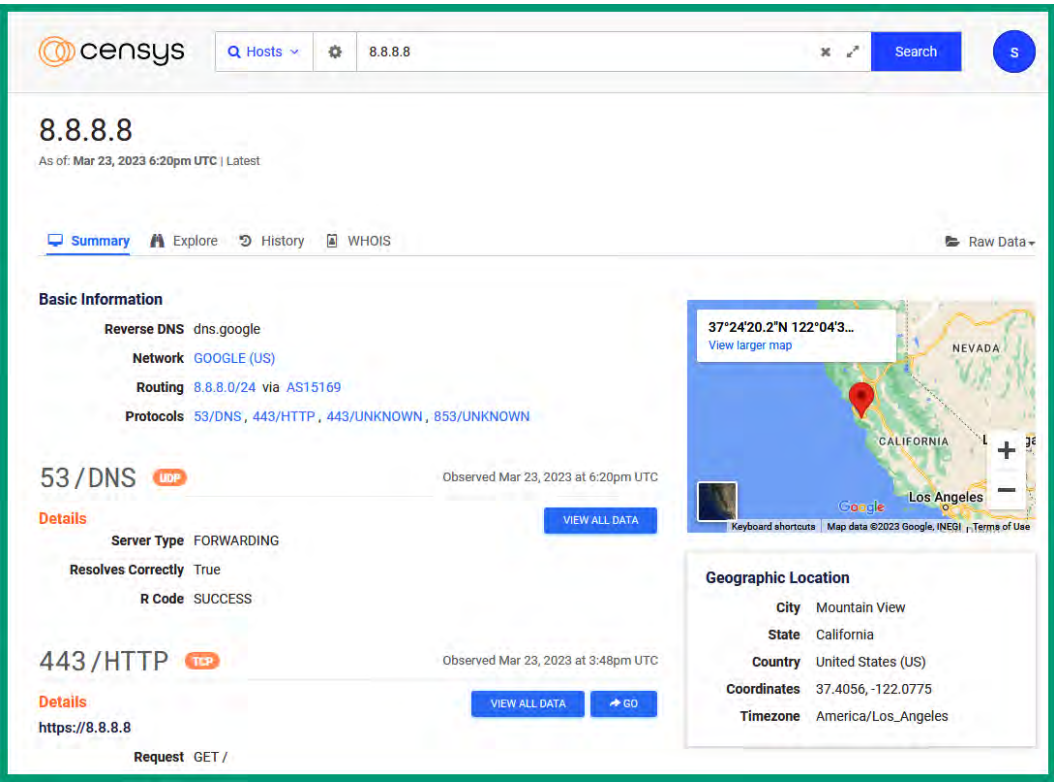 censys
Hosts
8.8.8.8
Search
S
8.8.8.8
As of: Mar 23, 2023 6:20pm UTC | Latest
Summary
Explore
History
WHOIS
Raw Data
Basic Information
Reverse DNS dns.google
Network GOOGLE (US)
Routing 8.8.8.0/24 via AS15169
Protocols 53/DNS , 443/HTTP , 443/UNKNOWN , 853/UNKNOWN
53/DNS UDP
Observed Mar 23, 2023 at 6:20pm UTC
Details
VIEW ALL DATA
Server Type FORWARDING
Resolves Correctly True
R Code SUCCESS
443/HTTP TCP
Observed Mar 23, 2023 at 3:48pm UTC
Details
VIEW ALL DATA
GO
https://8.8.8.8
Request GET /
37°24'20.2"N 122°04'3...
View larger map
NEVADA
CALIFORNIA
Los Angeles
Google
Keyboard shortcuts
Map data ©2023 Google, INEGI
Terms of Use
Geographic Location
City Mountain View
State California
Country United States (US)
Coordinates 37.4056, -122.0775
Timezone America/Los_Angeles